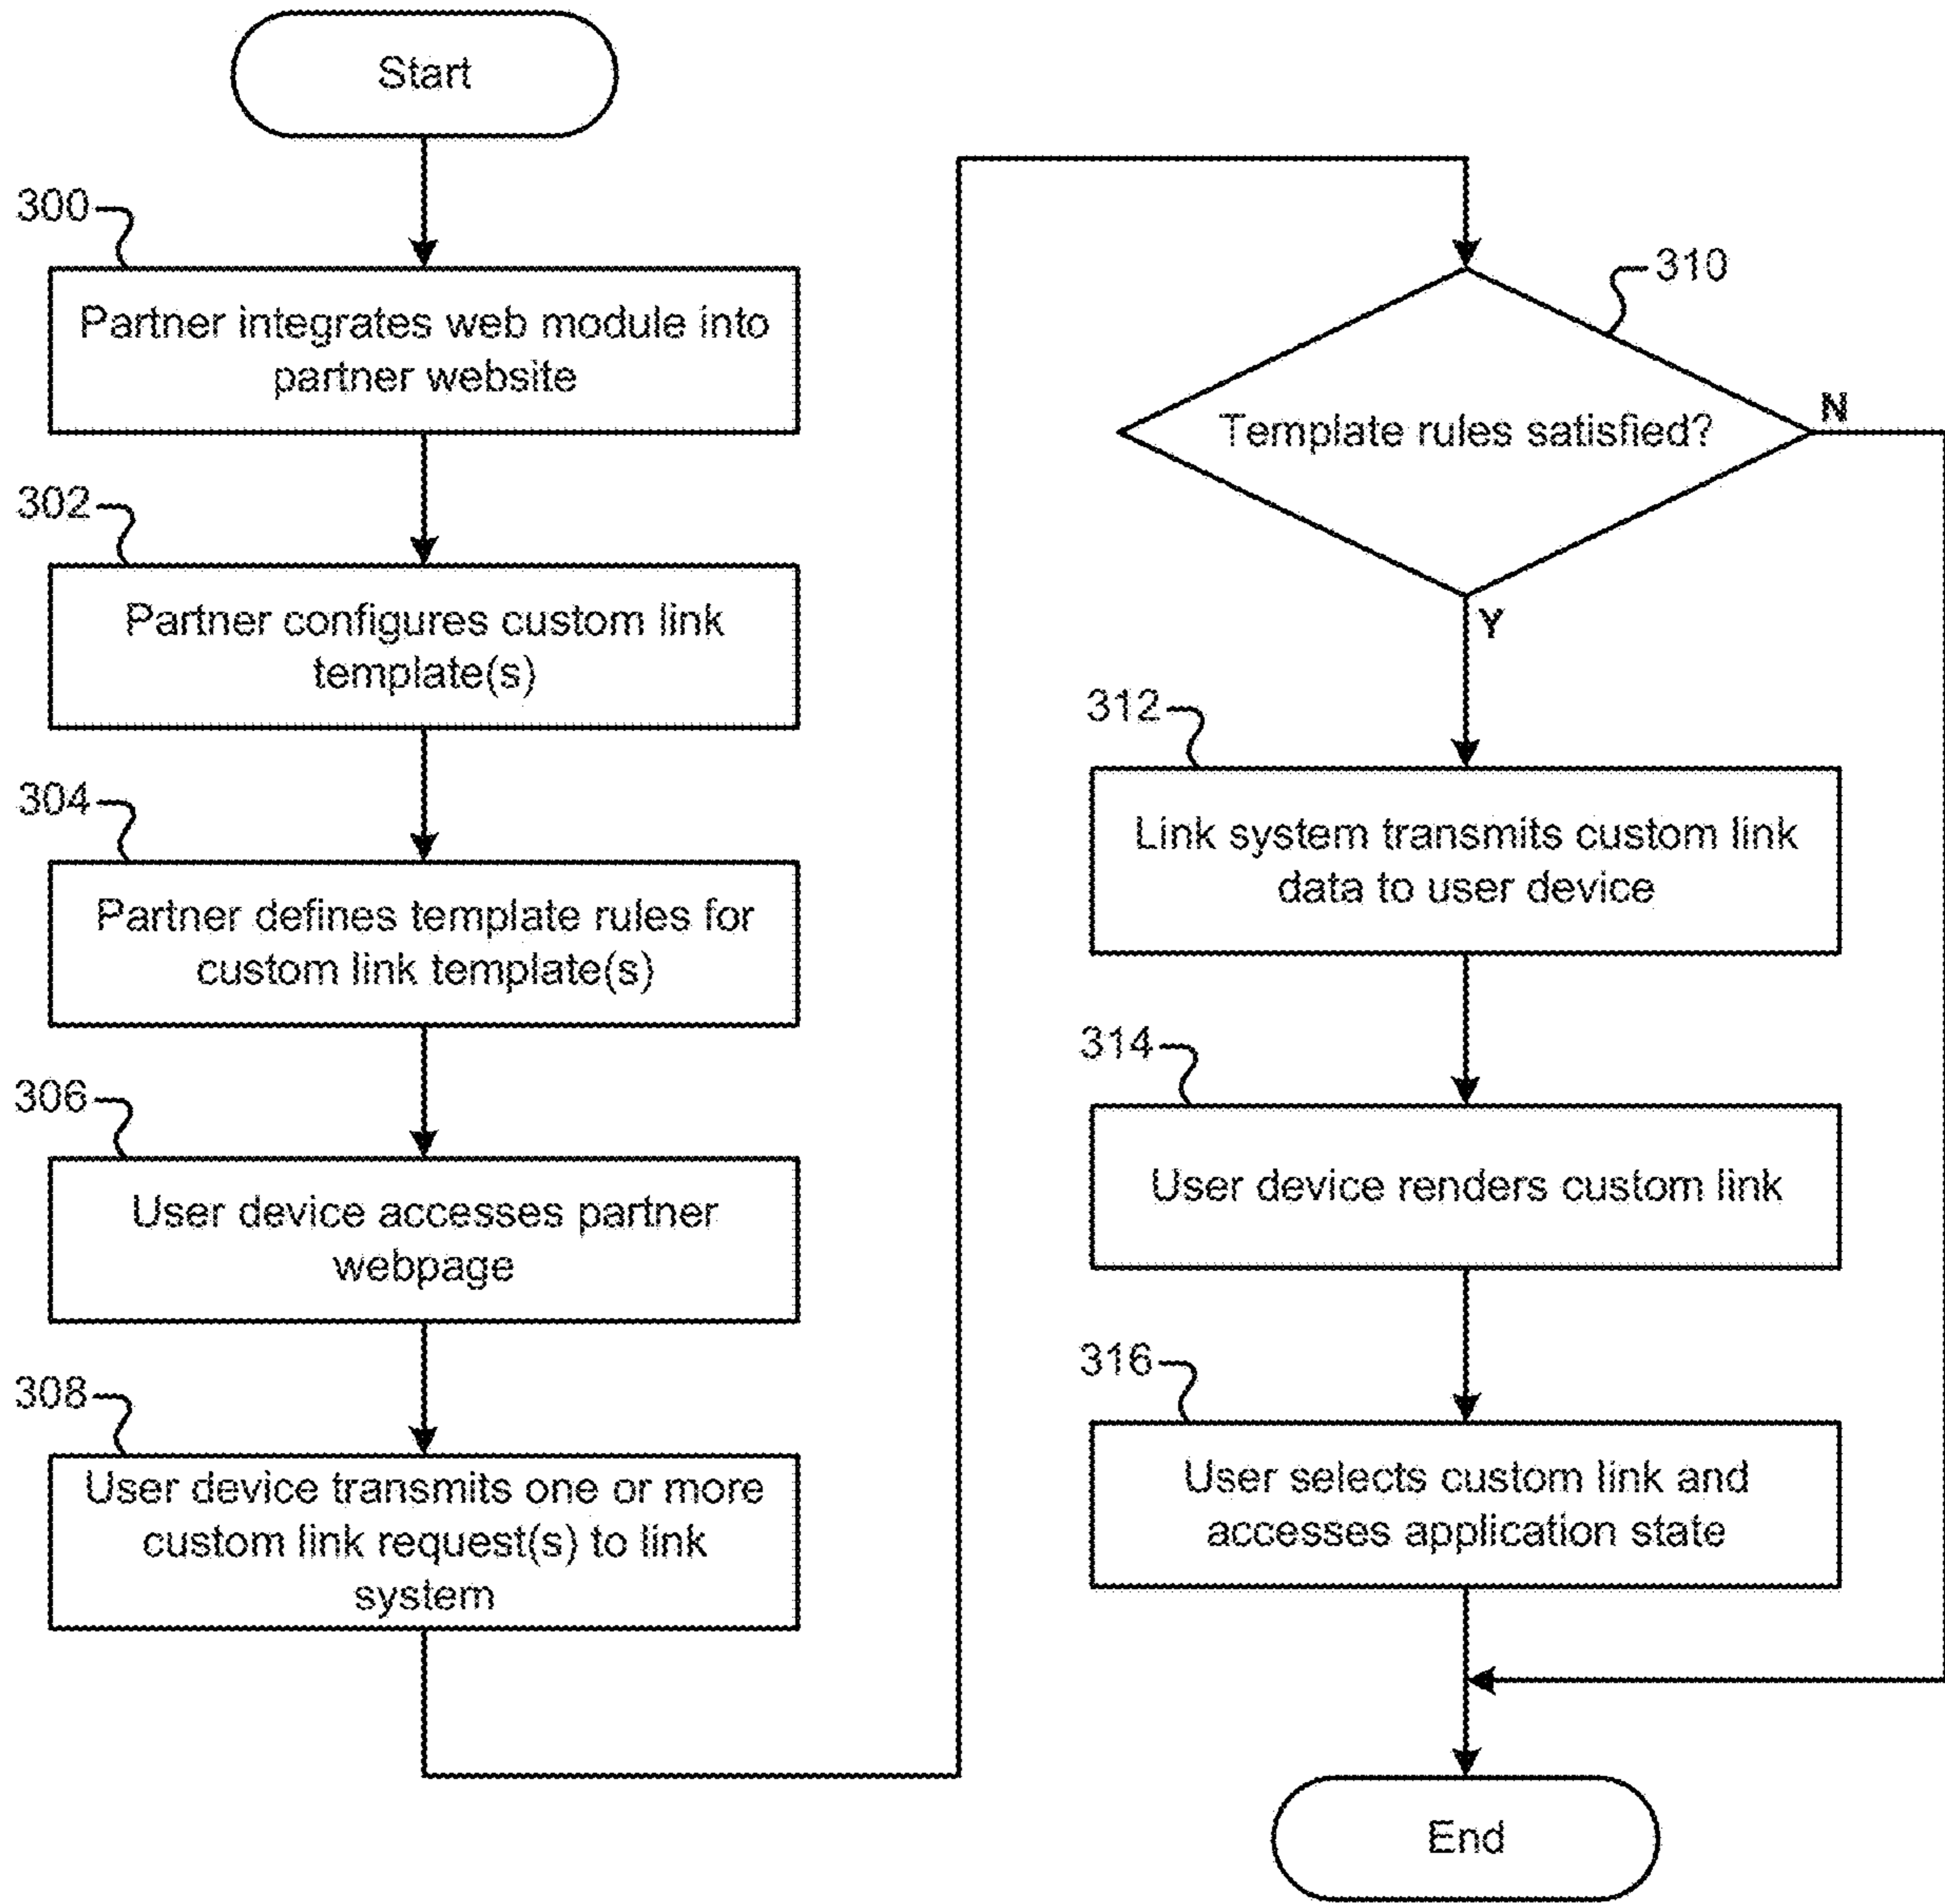 Start
300
Partner integrates web module into
partner website
302
Partner configures custom link
template(s)
304
Partner defines template rules for
custom link template(s)
306
User device accesses partner
webpage
308
User device transmits one or more
custom link request(s) to link
system
310
Template rules satisfied?
N
Y
312
Link system transmits custom link
data to user device
314
User device renders custom link
316
User selects custom link and
accesses application state
End